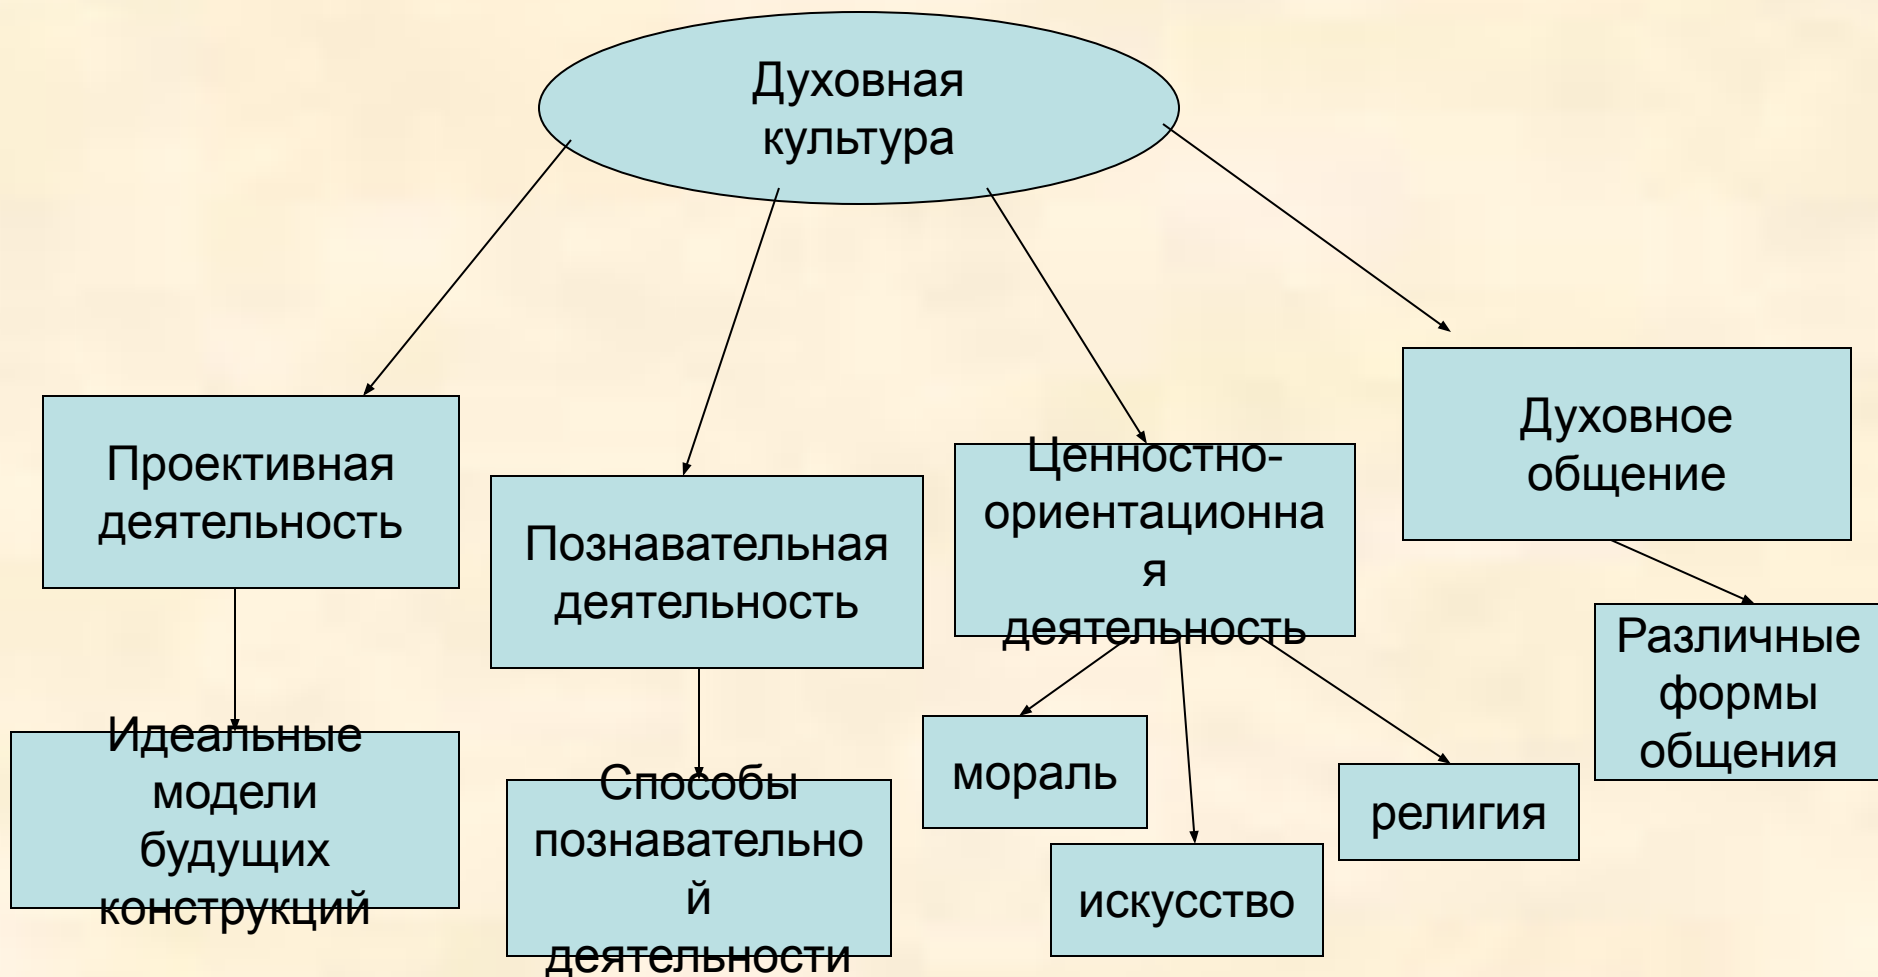 Духовная
культура
Проективная
деятельность
Познавательная
деятельность
Ценностно-
ориентационна
я
деятельность
Духовное
общение
Идеальные
модели
будущих
конструкций
Способы
познавательно
й
деятельности
мораль
искусство
религия
Различные
формы
общения